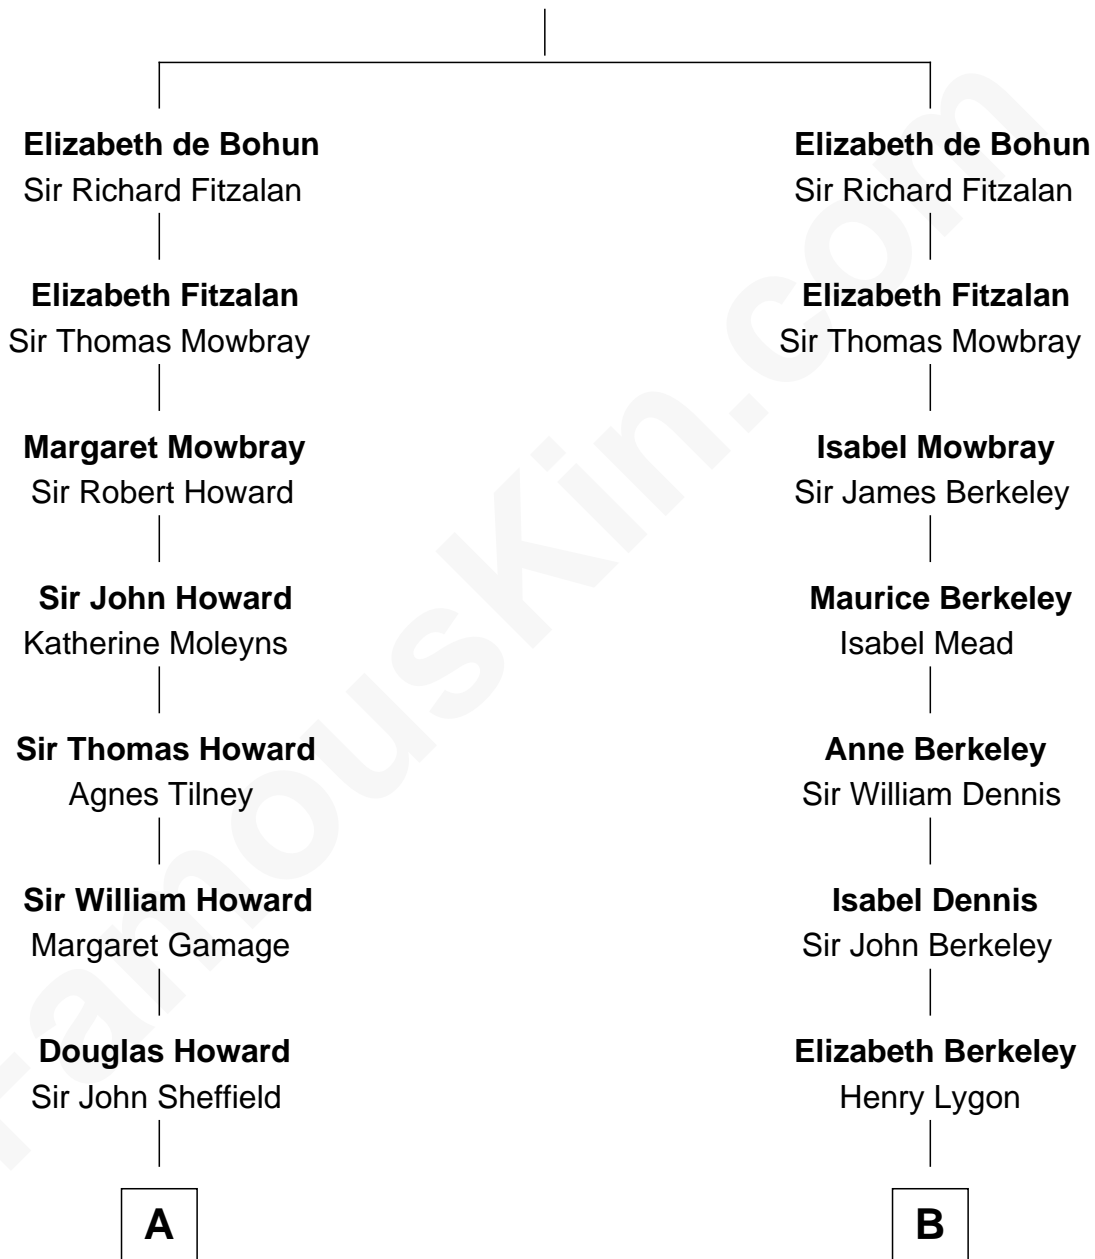 Elizabeth de Bohun
Sir Richard Fitzalan
Elizabeth Fitzalan
Sir Thomas Mowbray
Margaret Mowbray
Sir Robert Howard
Sir John Howard
Katherine Moleyns
Sir Thomas Howard
Agnes Tilney
Sir William Howard
Margaret Gamage
Douglas Howard
Sir John Sheffield
A
Elizabeth de Bohun
Sir Richard Fitzalan
Elizabeth Fitzalan
Sir Thomas Mowbray
Isabel Mowbray
Sir James Berkeley
Maurice Berkeley
Isabel Mead
Anne Berkeley
Sir William Dennis
Isabel Dennis
Sir John Berkeley
Elizabeth Berkeley
Henry Lygon
B
FamousKin.com